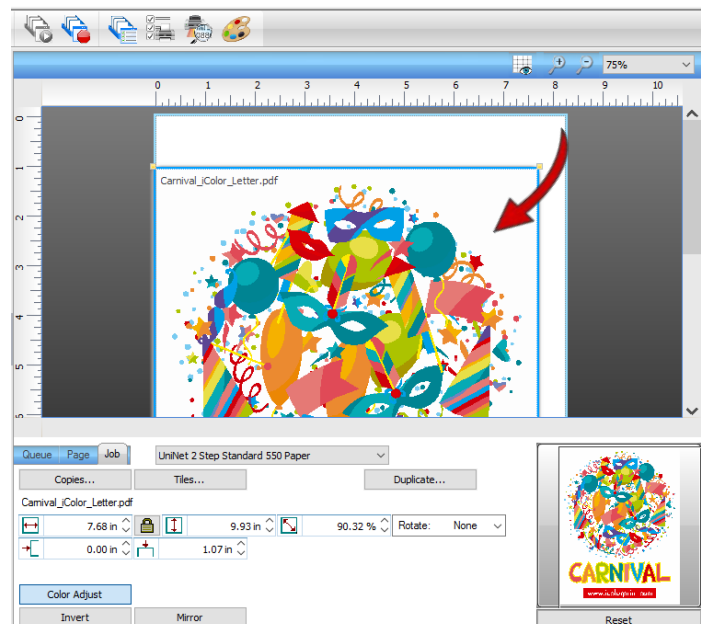 75%
0 1 2 3 4 5 6 7 8 9 10
0
1
2
3
4
5
6
Carnival_iColor_Letter.pdf
Queue Page Job UniNet 2 Step Standard 550 Paper
Copies... Tiles... Duplicate...
Carnival_iColor_Letter.pdf
7.68 in 9.93 in 90.32 % Rotate: None
0.00 in 1.07 in
CARNIVAL
Color Adjust
Invert Mirror Reset